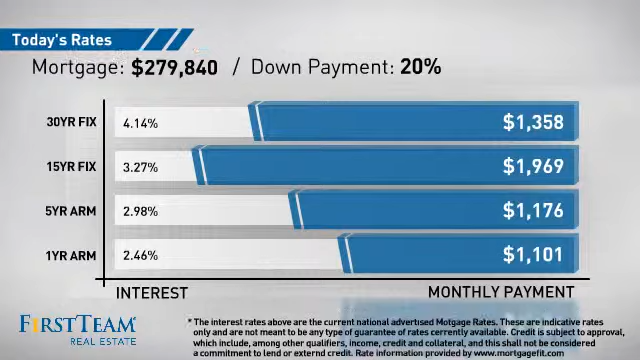 Today's Rates
Mortgage: $279,840 / Down Payment: 20%
30YR FIX 4.14% $1,358
15YR FIX 3.27% $1,969
5YR ARM 2.98% $1,176
1YR ARM 2.46% $1,101
INTEREST MONTHLY PAYMENT
FIRSTTEAM®
REAL ESTATE
* The interest rates above are the current national advertised Motgage Rates. These are indicative rates
only and are not meant to be any type of guarantee of rates currently available. Credit is subject to approval,
which include, among other qualifiers, income, credit and collateral, and this shall not be considered
a commitment to lend or externd credit. Rate information provided by www.mortgagefit.com